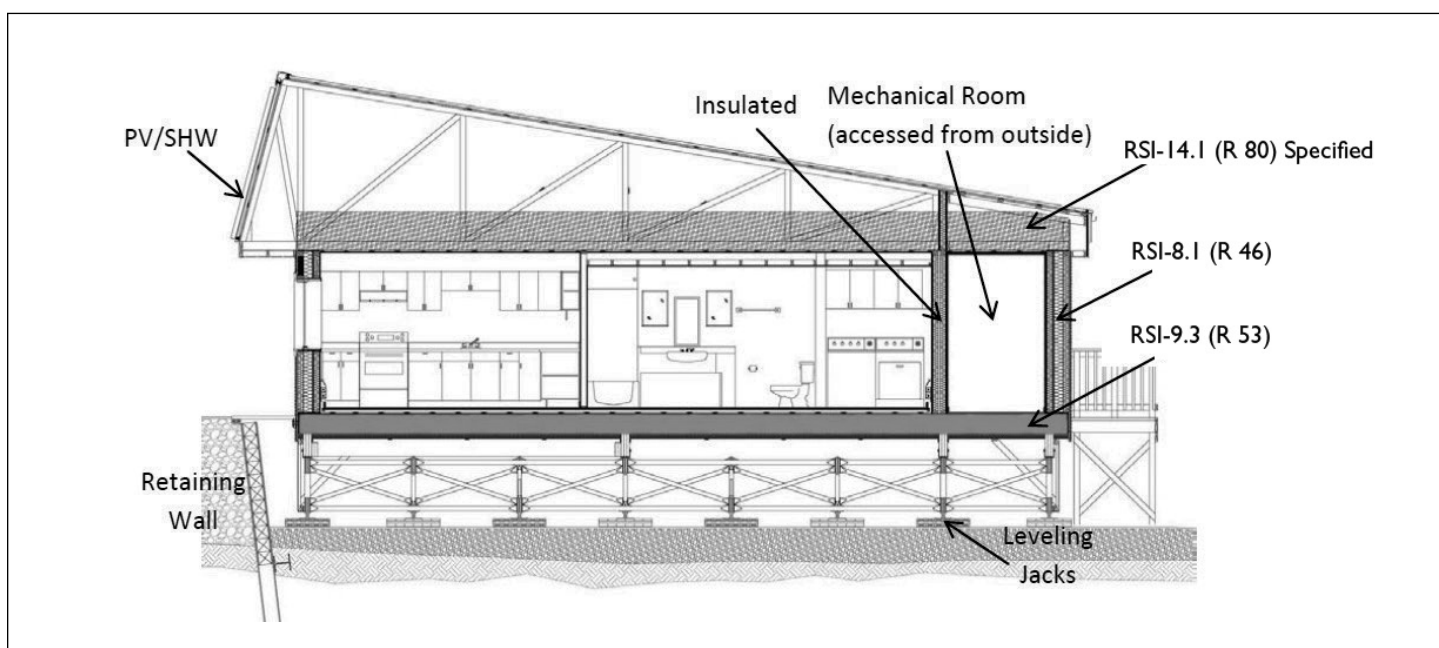 PV/SHW
Insulated
Mechanical Room
(accessed from outside)
RSI-14.1 (R 80) Specified
RSI-8.1 (R 46)
RSI-9.3 (R 53)
Retaining
Wall
Leveling
Jacks